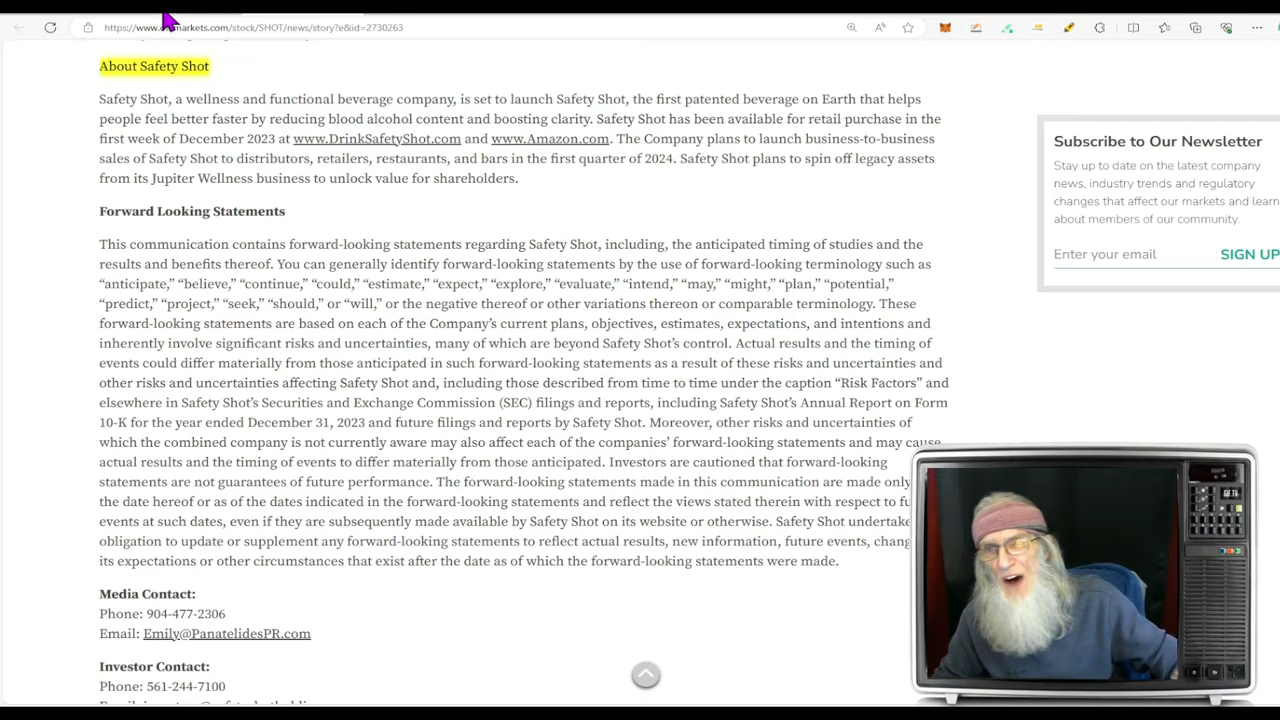 markets.com/stock/SHOT/news/story?e&id=2730263
About Safety Shot
Safety Shot, a wellness and functional beverage company, is set to launch Safety Shot, the first patented beverage on Earth that helps
people feel better faster by reducing blood alcohol content and boosting clarity. Safety Shot has been available for retail purchase in the
first week of December 2023 at www.DrinkSafetyShot.com and www.Amazon.com. The Company plans to launch business-to-business
sales of Safety Shot to distributors, retailers, restaurants, and bars in the first quarter of 2024. Safety Shot plans to spin off legacy assets
from its Jupiter Wellness business to unlock value for shareholders.
Forward Looking Statements
This communication contains forward-looking statements regarding Safety Shot, including, the anticipated timing of studies and the
results and benefits thereof. You can generally identify forward-looking statements by the use of forward-looking terminology such as
“anticipate,” “believe,” “continue,” “could,” “estimate,” “expect,” “explore,” “evaluate,” “intend,” “may,” “might,” “plan,” “potential,”
“predict,” “project,” “seek,” “should,” or “will,” or the negative thereof or other variations thereon or comparable terminology. These
forward-looking statements are based on each of the Company’s current plans, objectives, estimates, expectations, and intentions and
inherently involve significant risks and uncertainties, many of which are beyond Safety Shot’s control. Actual results and the timing of
events could differ materially from those anticipated in such forward-looking statements as a result of these risks and uncertainties and
other risks and uncertainties affecting Safety Shot and, including those described from time to time under the caption “Risk Factors” and
elsewhere in Safety Shot’s Securities and Exchange Commission (SEC) filings and reports, including Safety Shot’s Annual Report on Form
10-K for the year ended December 31, 2023 and future filings and reports by Safety Shot. Moreover, other risks and uncertainties of
which the combined company is not currently aware may also affect each of the companies’ forward-looking statements and may cause
actual results and the timing of events to differ materially from those anticipated. Investors are cautioned that forward-looking
statements are not guarantees of future performance. The forward-looking statements made in this communication are made only
the date hereof or as of the dates indicated in the forward-looking statements and reflect the views stated therein with respect to fu
events at such dates, even if they are subsequently made available by Safety Shot on its website or otherwise. Safety Shot undertake
obligation to update or supplement any forward-looking statements to reflect actual results, new information, future events, chang
its expectations or other circumstances that exist after the date as of which the forward-looking statements were made.
Media Contact:
Phone: 904-477-2306
Email: Emily@PanatelidesPR.com
Investor Contact:
Phone: 561-244-7100
Subscribe to Our Newsletter
Stay up to date on the latest company
news, industry trends and regulatory
changes that affect our markets and learn
about members of our community.
Enter your email SIGN UP
GIF.TV